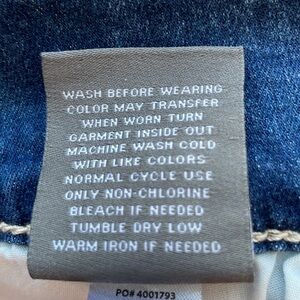 WASH BEFORE WEARING
COLOR MAY TRANSFER
WHEN WORN TURN
GARMENT INSIDE OUT
MACHINE WASH COLD
WITH LIKE COLORS
NORMAL CYCLE USE
ONLY NON-CHLORINE
BLEACH IF NEEDED
TUMBLE DRY LOW
WARM IRON IF NEEDED
PO# 4001793